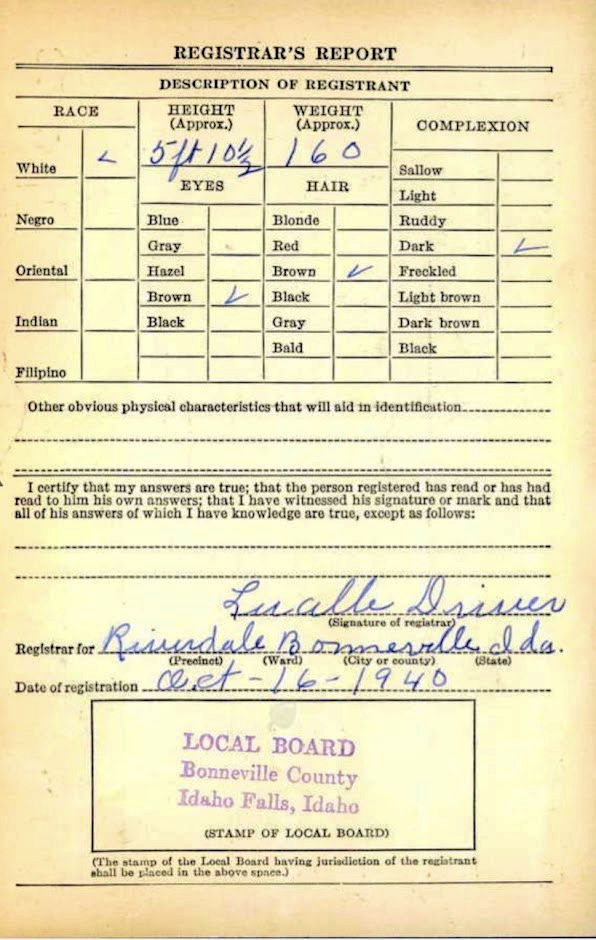 REGISTRAR'S REPORT
DESCRIPTION OF REGISTRANT
RACE
HEIGHT
(Approx.)
WEIGHT
(Approx.)
COMPLEXION
White ✓
5 ft 10 1/2
160
Sallow
EYES
HAIR
Light
Negro
Blue
Blonde
Ruddy
Gray
Red
Dark ✓
Oriental
Hazel
Brown ✓
Freckled
Brown ✓
Black
Light brown
Indian
Black
Gray
Dark brown
Bald
Black
Filipino
Other obvious physical characteristics that will aid in identification
I certify that my answers are true; that the person registered has read or has had
read to him his own answers; that I have witnessed his signature or mark and that
all of his answers of which I have knowledge are true, except as follows:
Lucille Driver
(Signature of registrar)
Registrar for Riverdale Bonneville Ida.
(Precinct) (Ward) (City or county) (State)
Date of registration Oct-16-1940
LOCAL BOARD
Bonneville County
Idaho Falls, Idaho
(STAMP OF LOCAL BOARD)
(The stamp of the Local Board having jurisdiction of the registrant
shall be placed in the above space.)